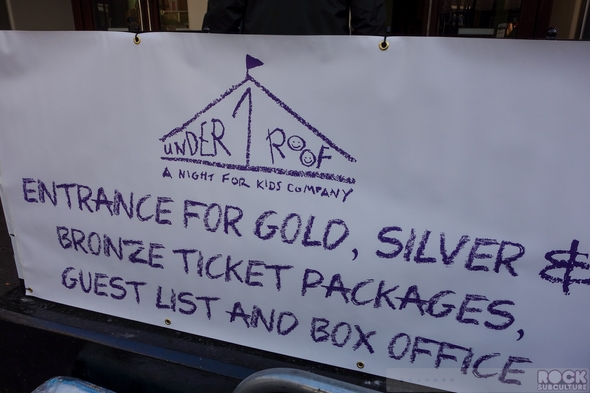 UNDER 1 ROOF
A NIGHT FOR KIDS COMPANY
ENTRANCE FOR GOLD, SILVER &
BRONZE TICKET PACKAGES,
GUEST LIST AND BOX OFFICE
ROCK
SUBCULTURE